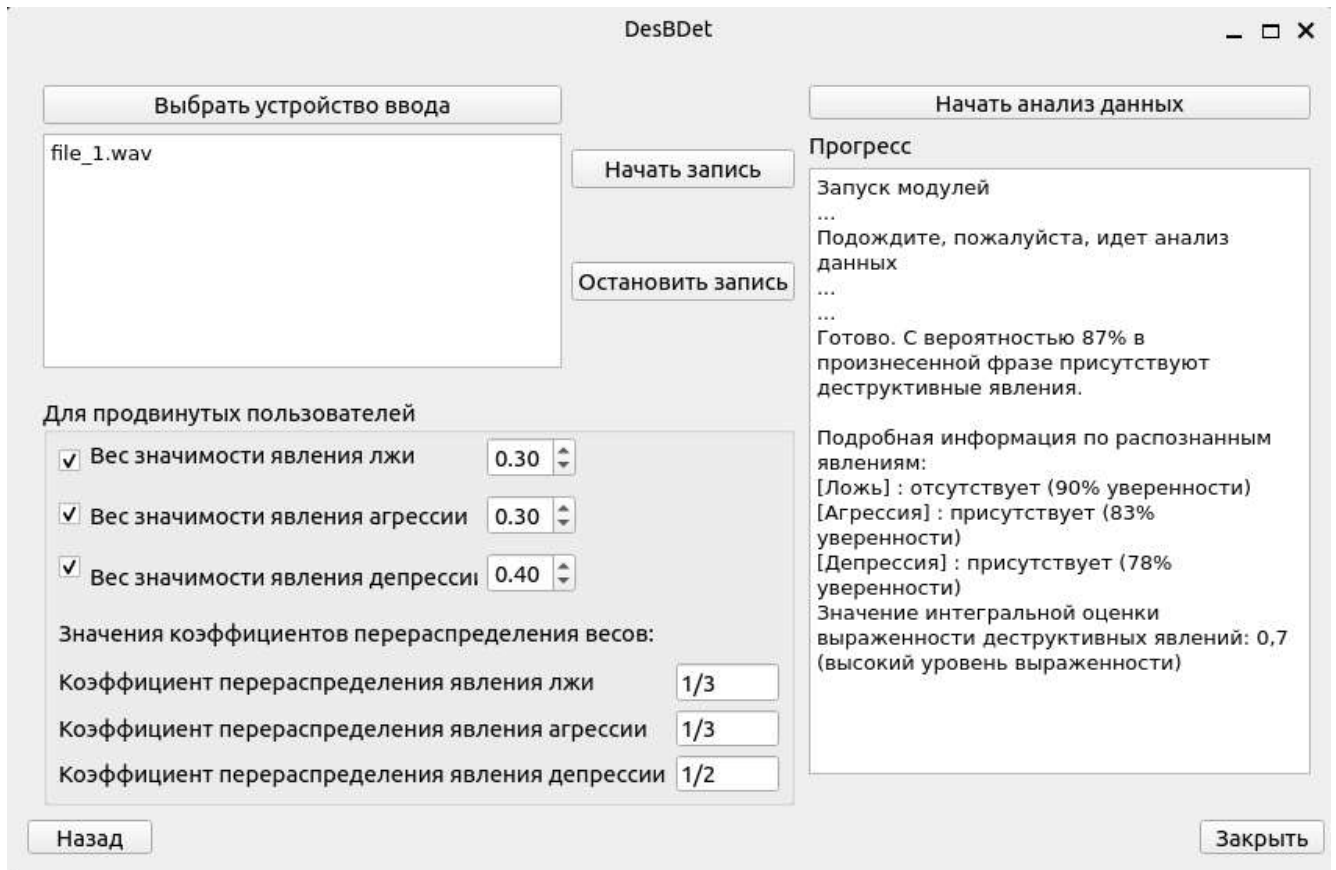 DesBDet
Выбрать устройство ввода
file_1.wav
Начать запись
Остановить запись
Для продвинутых пользователей
Вес значимости явления лжи 0.30
Вес значимости явления агрессии 0.30
Вес значимости явления депрессии 0.40
Значения коэффициентов перераспределения весов:
Коэффициент перераспределения явления лжи 1/3
Коэффициент перераспределения явления агрессии 1/3
Коэффициент перераспределения явления депрессии 1/2
Начать анализ данных
Прогресс
Запуск модулей
...
Подождите, пожалуйста, идет анализ
данных
...
...
Готово. С вероятностью 87% в
произнесенной фразе присутствуют
деструктивные явления.
Подробная информация по распознанным
явлениям:
[Ложь] : отсутствует (90% уверенности)
[Агрессия] : присутствует (83%
уверенности)
[Депрессия] : присутствует (78%
уверенности)
Значение интегральной оценки
выраженности деструктивных явлений: 0,7
(высокий уровень выраженности)
Назад
Закрыть